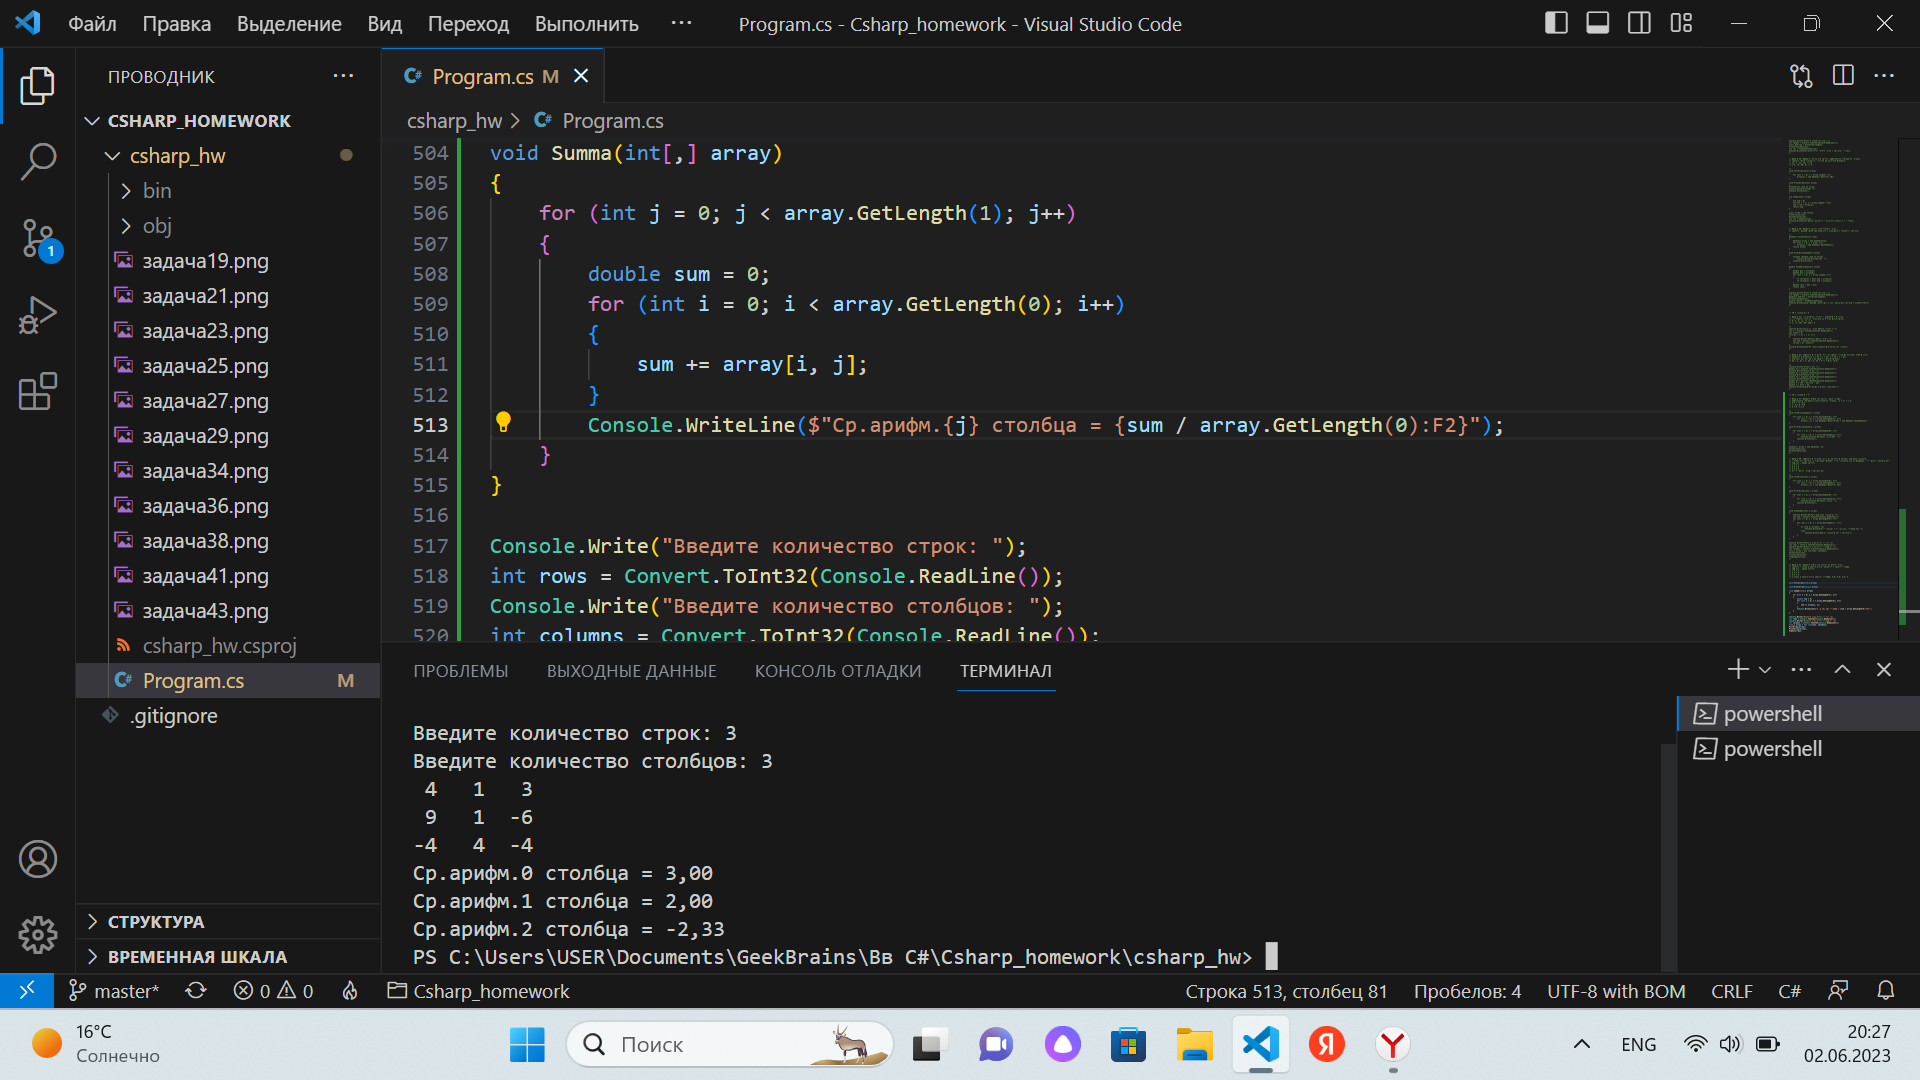 Файл Правка Выделение Вид Переход Выполнить ··· Program.cs - Csharp_homework - Visual Studio Code
ПРОВОДНИК ···
CSHARP_HOMEWORK
csharp_hw
bin
obj
задача19.png
задача21.png
задача23.png
задача25.png
задача27.png
задача29.png
задача34.png
задача36.png
задача38.png
задача41.png
задача43.png
csharp_hw.csproj
Program.cs M
.gitignore
СТРУКТУРА
ВРЕМЕННАЯ ШКАЛА
1
C# Program.cs M
csharp_hw > C# Program.cs
504 void Summa(int[,] array)
505 {
506 for (int j = 0; j < array.GetLength(1); j++)
507 {
508 double sum = 0;
509 for (int i = 0; i < array.GetLength(0); i++)
510 {
511 sum += array[i, j];
512 }
513 Console.WriteLine($"Ср.арифм.{j} столбца = {sum / array.GetLength(0):F2}");
514 }
515 }
516
517 Console.Write("Введите количество строк: ");
518 int rows = Convert.ToInt32(Console.ReadLine());
519 Console.Write("Введите количество столбцов: ");
520 int columns = Convert.ToInt32(Console.ReadLine());
ПРОБЛЕМЫ ВЫХОДНЫЕ ДАННЫЕ КОНСОЛЬ ОТЛАДКИ ТЕРМИНАЛ
Введите количество строк: 3
Введите количество столбцов: 3
4 1 3
9 1 -6
-4 4 -4
Ср.арифм.0 столбца = 3,00
Ср.арифм.1 столбца = 2,00
Ср.арифм.2 столбца = -2,33
PS C:\Users\USER\Documents\GeekBrains\Вв C#\Csharp_homework\csharp_hw>
powershell
powershell
master* 0 0 Csharp_homework Строка 513, столбец 81 Пробелов: 4 UTF-8 with BOM CRLF C#
16°C
Солнечно
Поиск
Я
ENG
20:27
02.06.2023